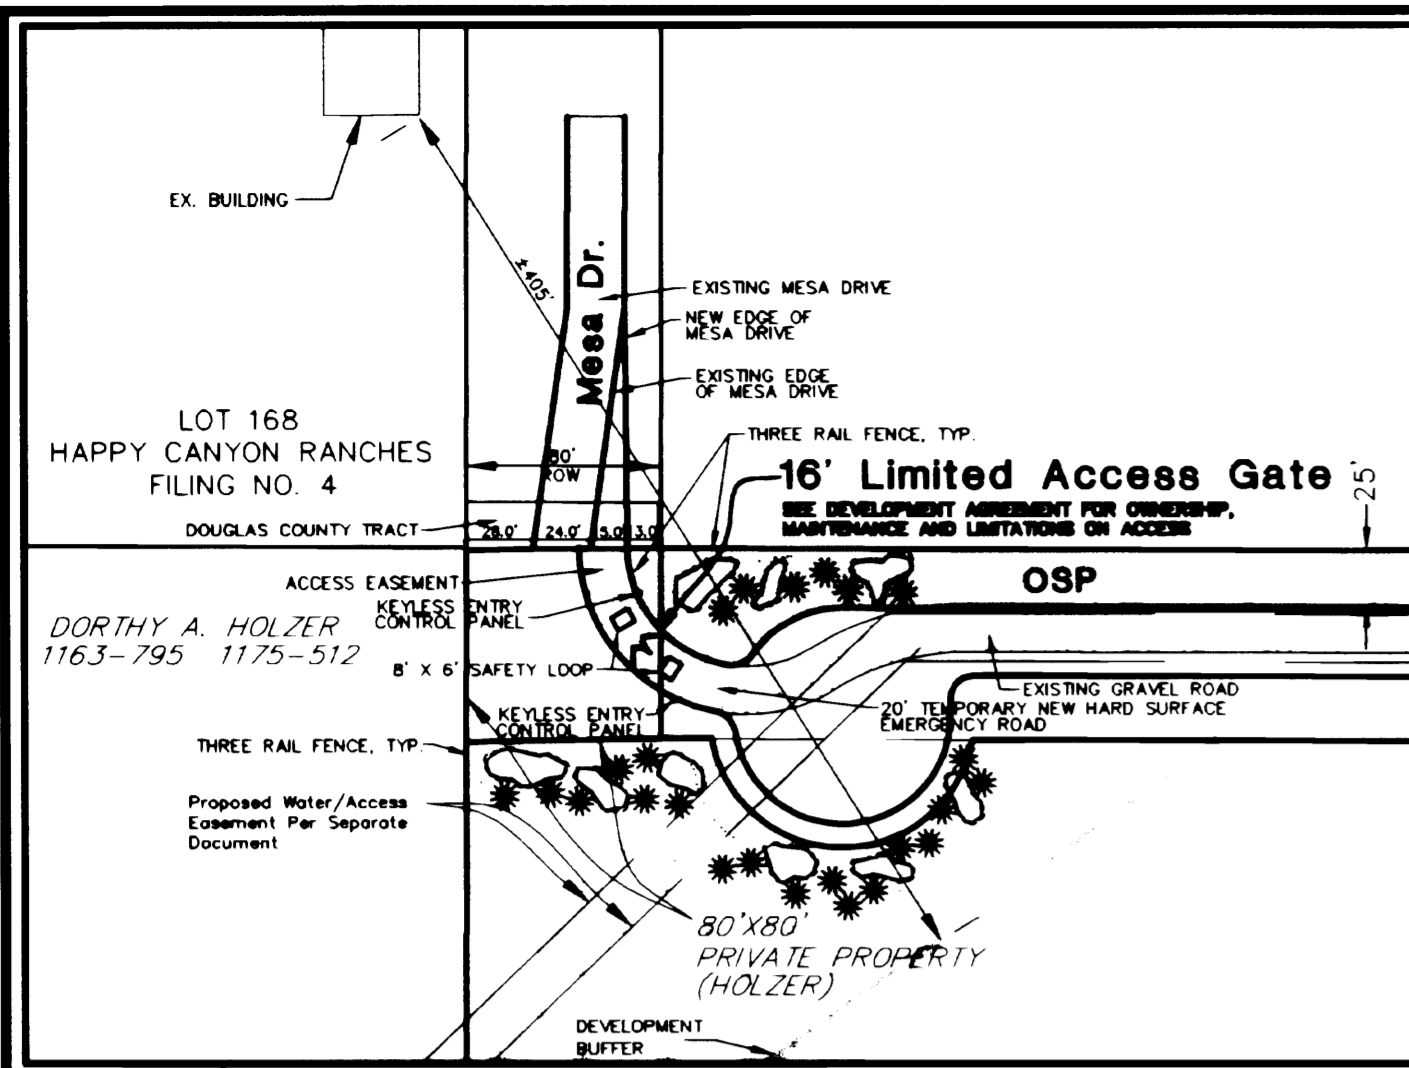 EX. BUILDING
±405'
Mesa Dr.
EXISTING MESA DRIVE
NEW EDGE OF
MESA DRIVE
EXISTING EDGE
OF MESA DRIVE
LOT 168
HAPPY CANYON RANCHES
FILING NO. 4
80'
ROW
THREE RAIL FENCE, TYP.
16' Limited Access Gate
SEE DEVELOPMENT AGREEMENT FOR OWNERSHIP,
MAINTENANCE AND LIMITATIONS ON ACCESS
25'
DOUGLAS COUNTY TRACT
28.0' 24.0' 15.0' 13.0'
ACCESS EASEMENT
OSP
KEYLESS ENTRY
CONTROL PANEL
DORTHY A. HOLZER
1163-795 1175-512
8' X 6' SAFETY LOOP
EXISTING GRAVEL ROAD
20' TEMPORARY NEW HARD SURFACE
EMERGENCY ROAD
KEYLESS ENTRY
CONTROL PANEL
THREE RAIL FENCE, TYP.
Proposed Water/Access
Easement Per Separate
Document
80'X80'
PRIVATE PROPERTY
(HOLZER)
DEVELOPMENT
BUFFER